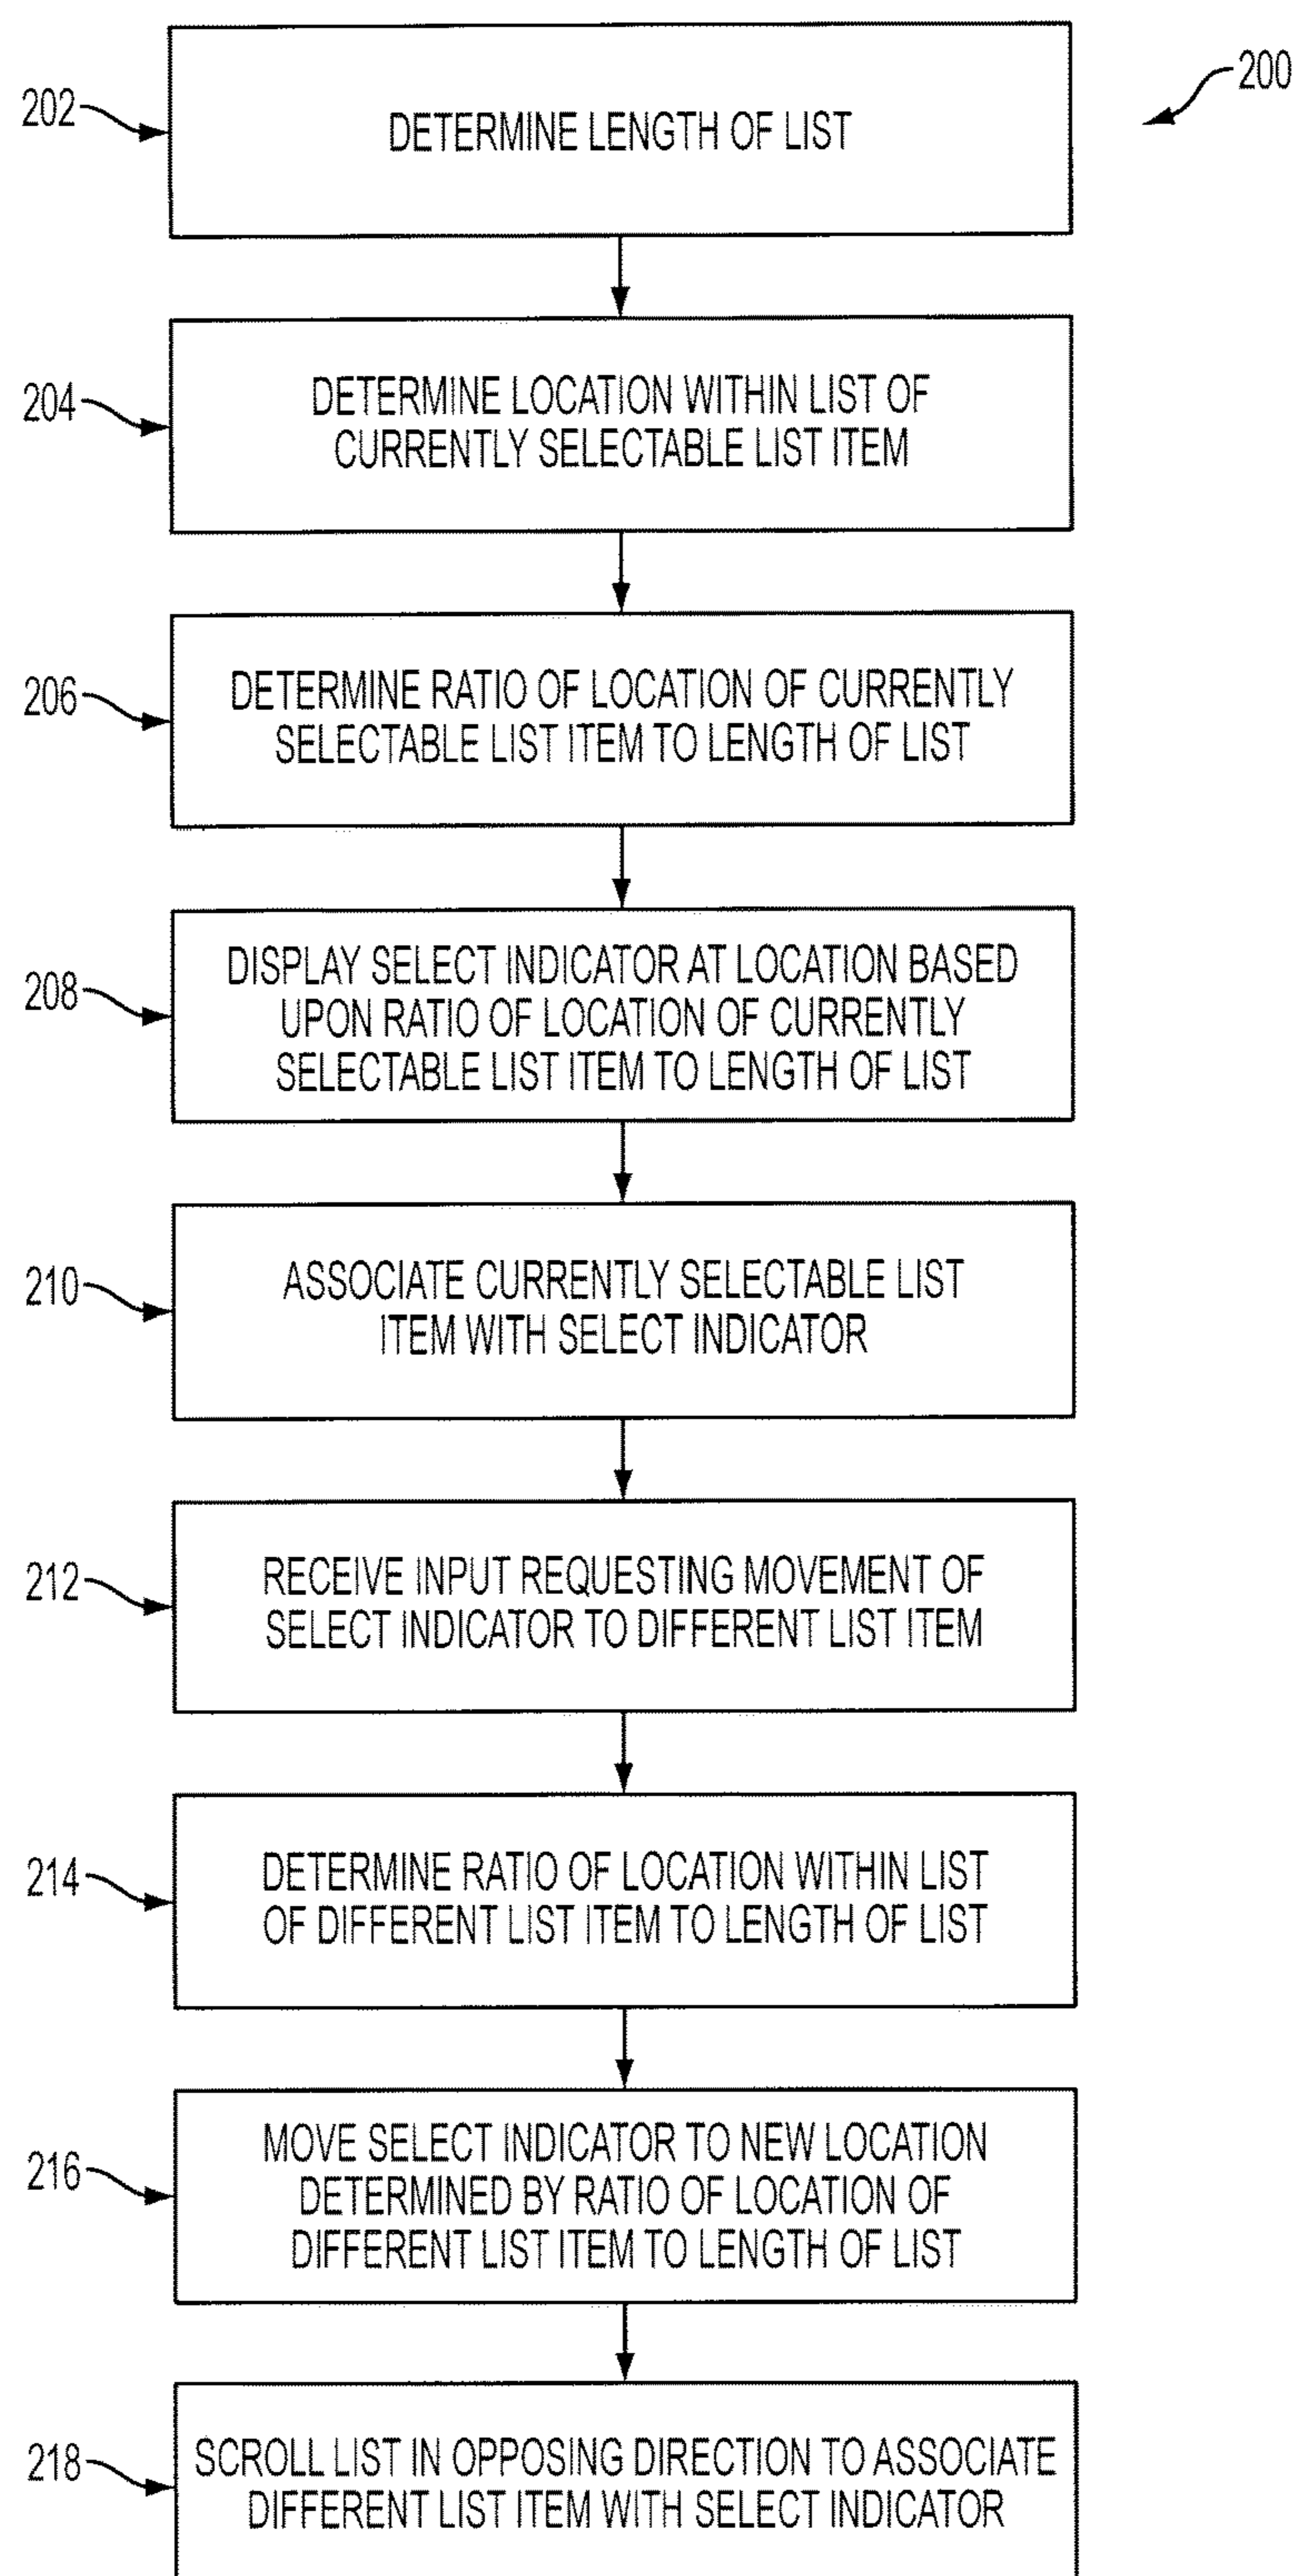 200
202
DETERMINE LENGTH OF LIST
204
DETERMINE LOCATION WITHIN LIST OF
CURRENTLY SELECTABLE LIST ITEM
206
DETERMINE RATIO OF LOCATION OF CURRENTLY
SELECTABLE LIST ITEM TO LENGTH OF LIST
208
DISPLAY SELECT INDICATOR AT LOCATION BASED
UPON RATIO OF LOCATION OF CURRENTLY
SELECTABLE LIST ITEM TO LENGTH OF LIST
210
ASSOCIATE CURRENTLY SELECTABLE LIST
ITEM WITH SELECT INDICATOR
212
RECEIVE INPUT REQUESTING MOVEMENT OF
SELECT INDICATOR TO DIFFERENT LIST ITEM
214
DETERMINE RATIO OF LOCATION WITHIN LIST
OF DIFFERENT LIST ITEM TO LENGTH OF LIST
216
MOVE SELECT INDICATOR TO NEW LOCATION
DETERMINED BY RATIO OF LOCATION OF
DIFFERENT LIST ITEM TO LENGTH OF LIST
218
SCROLL LIST IN OPPOSING DIRECTION TO ASSOCIATE
DIFFERENT LIST ITEM WITH SELECT INDICATOR